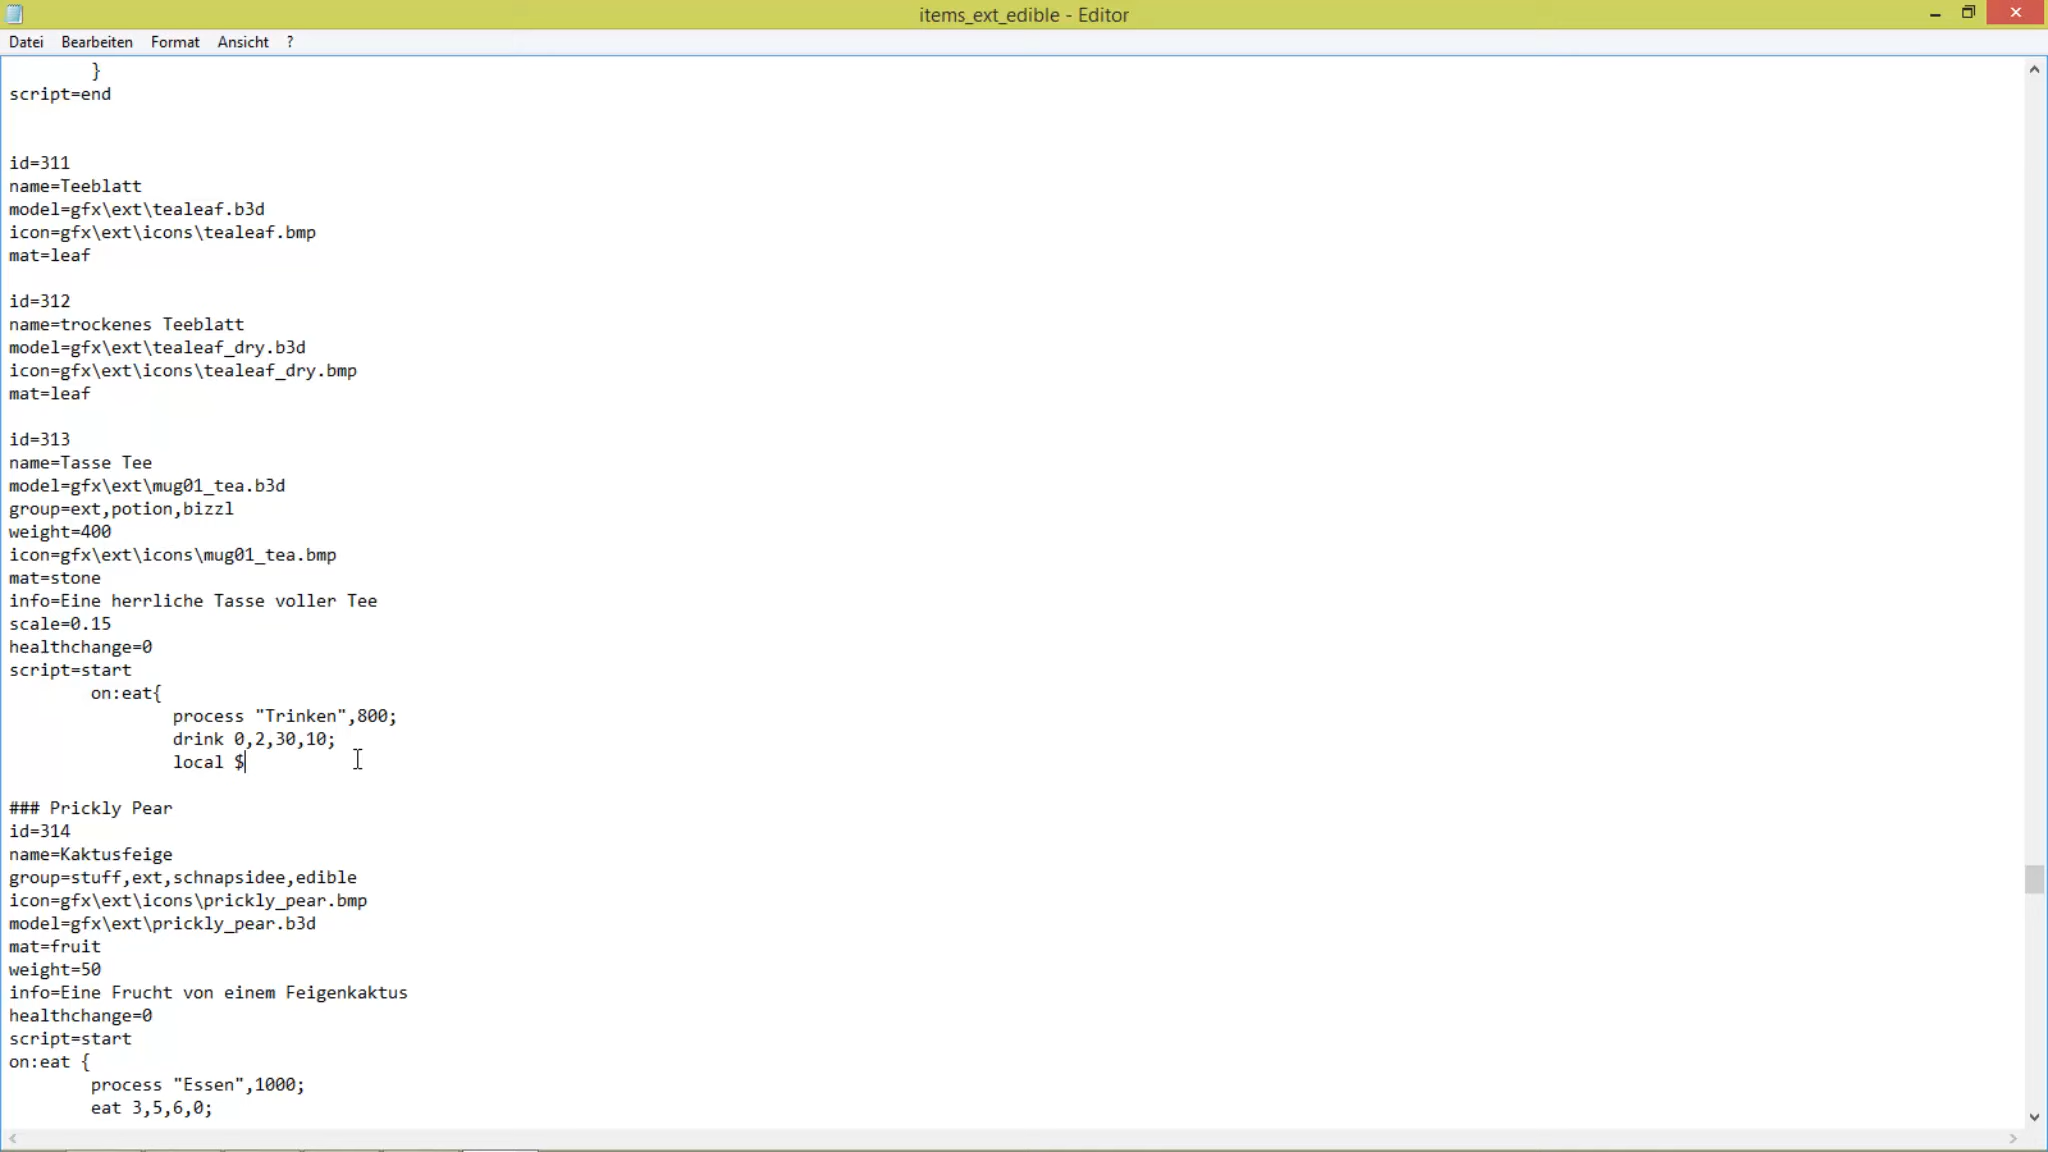 items_ext_edible - Editor
Datei Bearbeiten Format Ansicht ?
}
script=end
id=311
name=Teeblatt
model=gfx\ext\tealeaf.b3d
icon=gfx\ext\icons\tealeaf.bmp
mat=leaf
id=312
name=trockenes Teeblatt
model=gfx\ext\tealeaf_dry.b3d
icon=gfx\ext\icons\tealeaf_dry.bmp
mat=leaf
id=313
name=Tasse Tee
model=gfx\ext\mug01_tea.b3d
group=ext,potion,bizzl
weight=400
icon=gfx\ext\icons\mug01_tea.bmp
mat=stone
info=Eine herrliche Tasse voller Tee
scale=0.15
healthchange=0
script=start
on:eat{
process "Trinken",800;
drink 0,2,30,10;
local $
### Prickly Pear
id=314
name=Kaktusfeige
group=stuff,ext,schnapsidee,edible
icon=gfx\ext\icons\prickly_pear.bmp
model=gfx\ext\prickly_pear.b3d
mat=fruit
weight=50
info=Eine Frucht von einem Feigenkaktus
healthchange=0
script=start
on:eat {
process "Essen",1000;
eat 3,5,6,0;